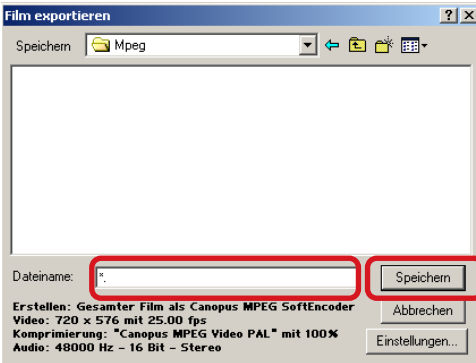 Film exportieren
Speichern Mpeg
Dateiname: *. Speichern
Abbrechen
Einstellungen...
Erstellen: Gesamter Film als Canopus MPEG SoftEncoder
Video: 720 x 576 mit 25.00 fps
Komprimierung: "Canopus MPEG Video PAL" mit 100%
Audio: 48000 Hz - 16 Bit - Stereo